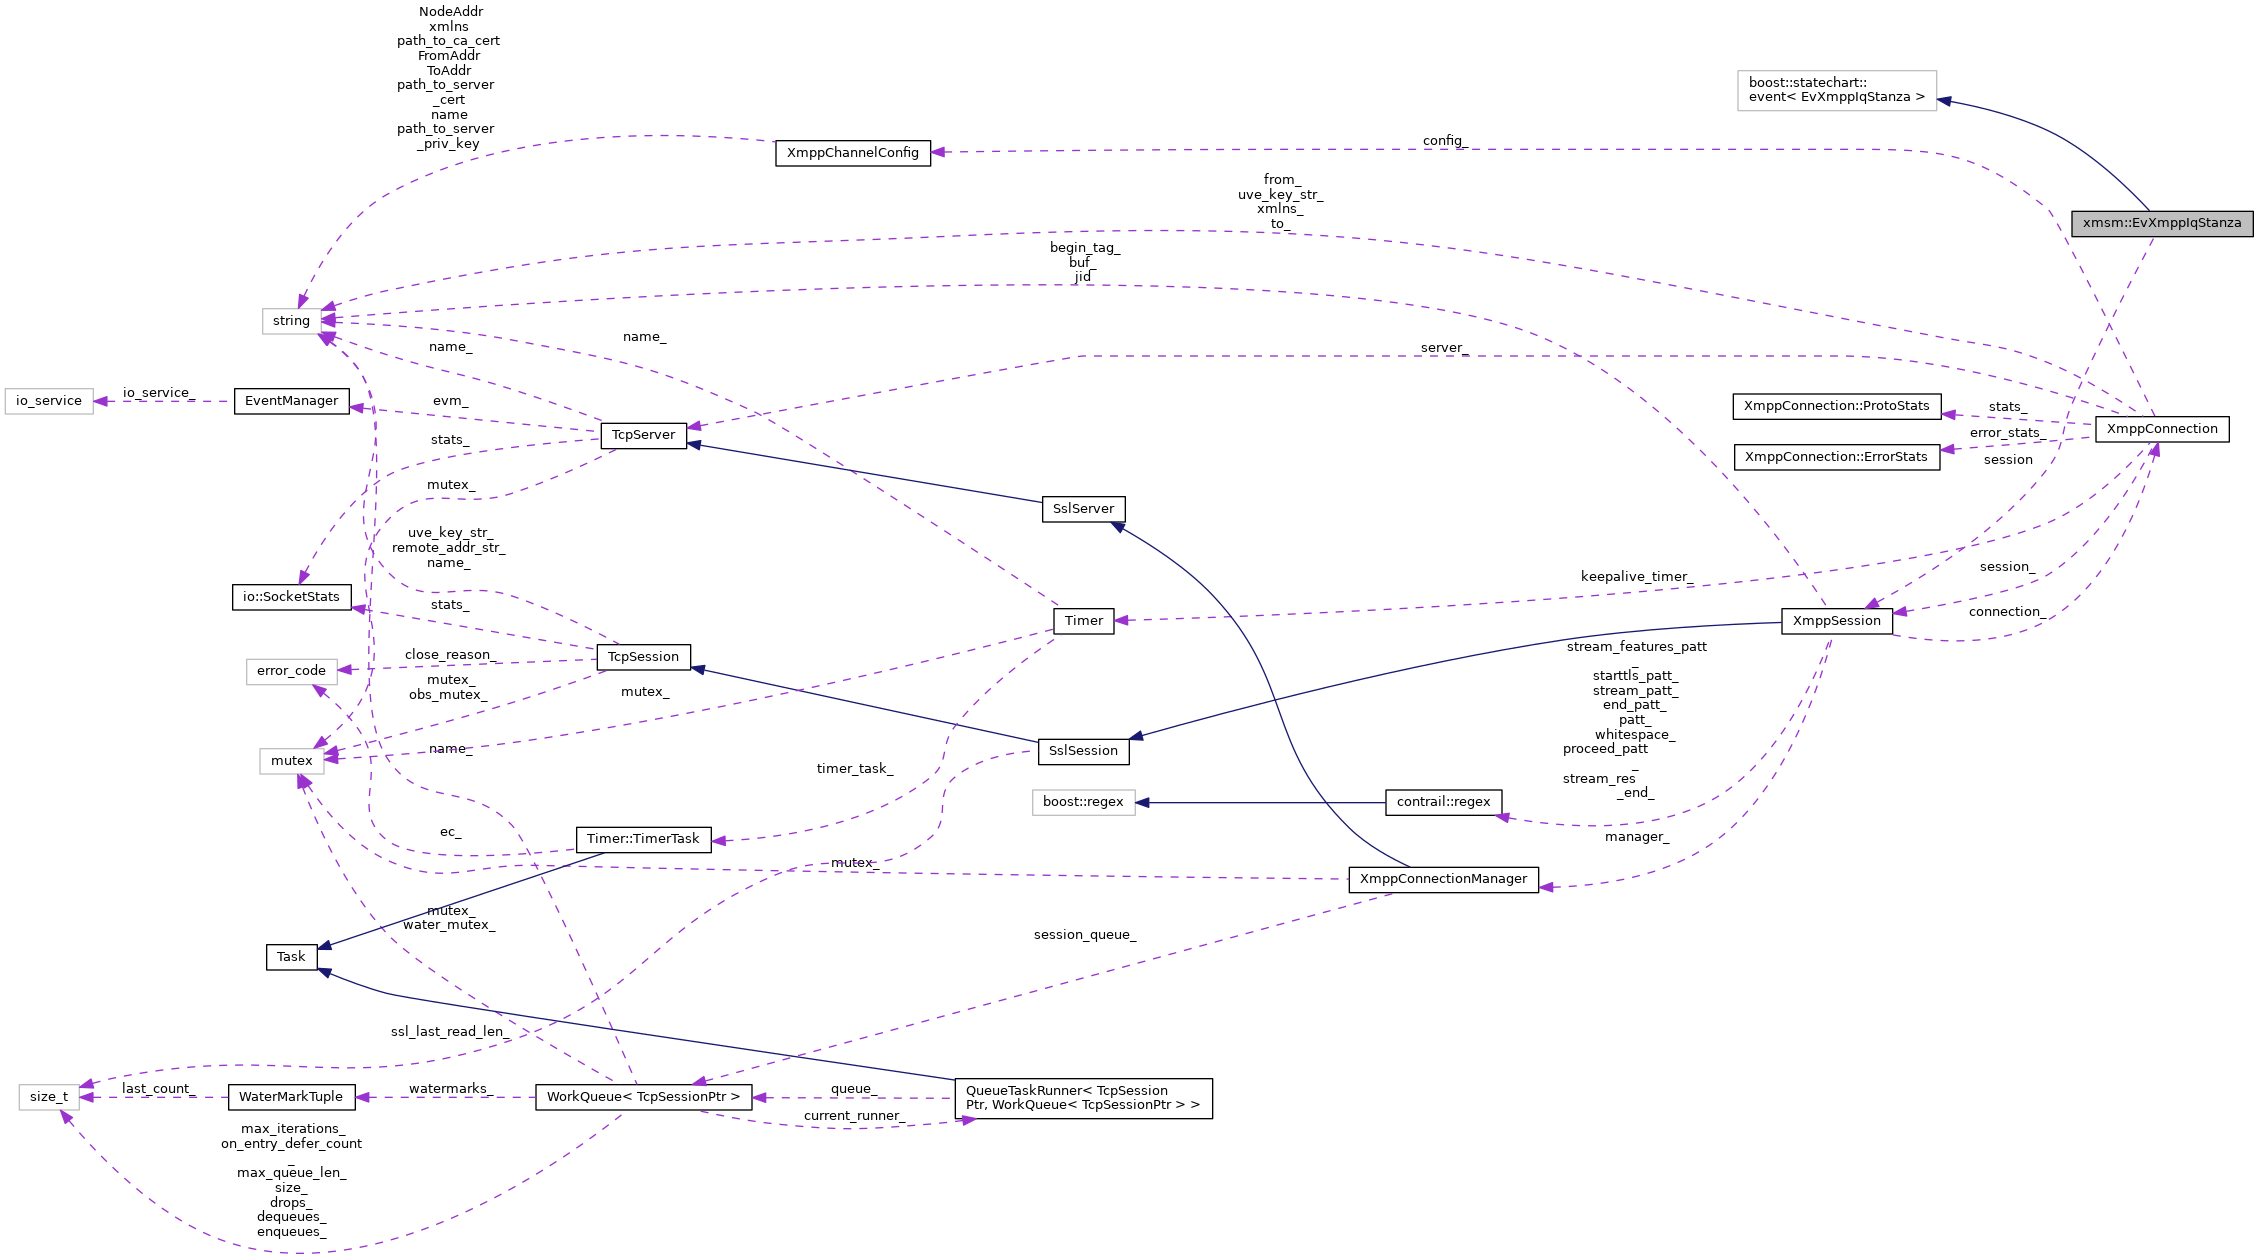 NodeAddr
xmlns
path_to_ca_cert
FromAddr
ToAddr
path_to_server
_cert
name
path_to_server
_priv_key
boost::statechart::
event< EvXmppIqStanza >
XmppChannelConfig
config_
from_
uve_key_str_
xmlns_
to_
xmsm::EvXmppIqStanza
begin_tag_
buf_
jid
string
name_
name_
server_
io_service
io_service_
EventManager
evm_
TcpServer
XmppConnection::ProtoStats
stats_
XmppConnection
error_stats_
XmppConnection::ErrorStats
session
stats_
mutex_
SslServer
uve_key_str_
remote_addr_str_
name_
io::SocketStats
stats_
keepalive_timer_
session_
connection_
Timer
XmppSession
error_code
close_reason_
TcpSession
mutex_
obs_mutex_
mutex_
stream_features_patt
_
starttls_patt_
stream_patt_
end_patt_
patt_
whitespace_
proceed_patt
_
stream_res
_end_
mutex
name_
SslSession
timer_task_
boost::regex
contrail::regex
ec_
Timer::TimerTask
manager_
mutex_
XmppConnectionManager
mutex_
water_mutex_
session_queue_
Task
ssl_last_read_len_
size_t
last_count_
WaterMarkTuple
watermarks_
WorkQueue< TcpSessionPtr >
queue_
current_runner_
QueueTaskRunner< TcpSession
Ptr, WorkQueue< TcpSessionPtr > >
max_iterations_
on_entry_defer_count
_
max_queue_len_
size_
drops_
dequeues_
enqueues_